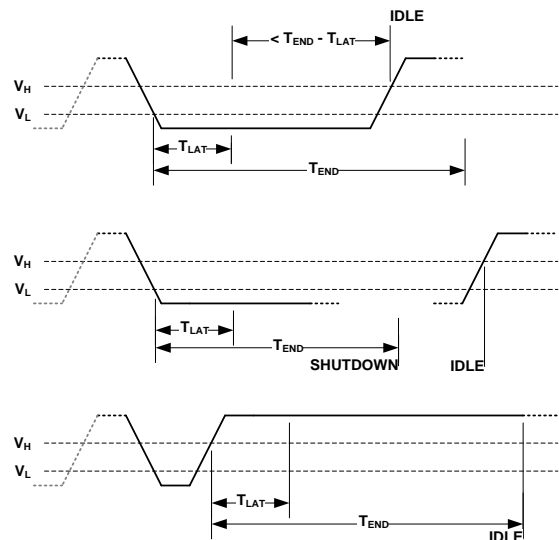 IDLE
< TEND - TLAT
VH
VL
TLAT
TEND
VH
VL
TLAT
TEND
SHUTDOWN
IDLE
VH
VL
TLAT
TEND
IDLE